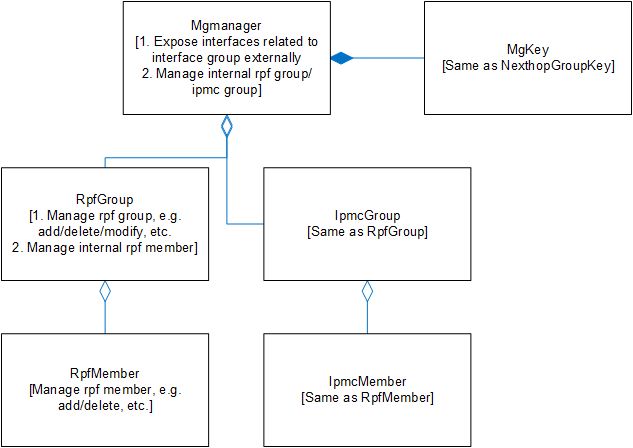 Mgmanager
[1. Expose interfaces related to
interface group externally
2. Manage internal rpf group/
ipmc group]
MgKey
[Same as NexthopGroupKey]
RpfGroup
[1. Manage rpf group, e.g.
add/delete/modify, etc.
2. Manage internal rpf member]
IpmcGroup
[Same as RpfGroup]
RpfMember
[Manage rpf member, e.g.
add/delete, etc.]
IpmcMember
[Same as RpfMember]